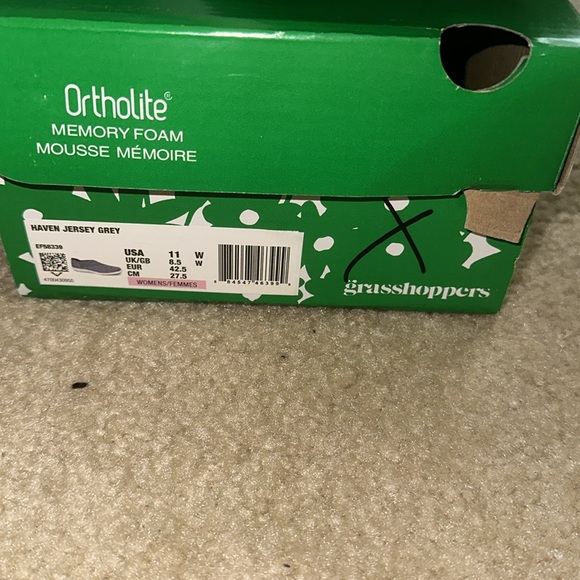 Ortholite®
MEMORY FOAM
MOUSSE MÉMOIRE
HAVEN JERSEY GREY
EF58339
USA 11 W
UK/GB 8.5 W
EUR 42.5
CM 27.5
WOMENS/FEMMES
X
grasshoppers